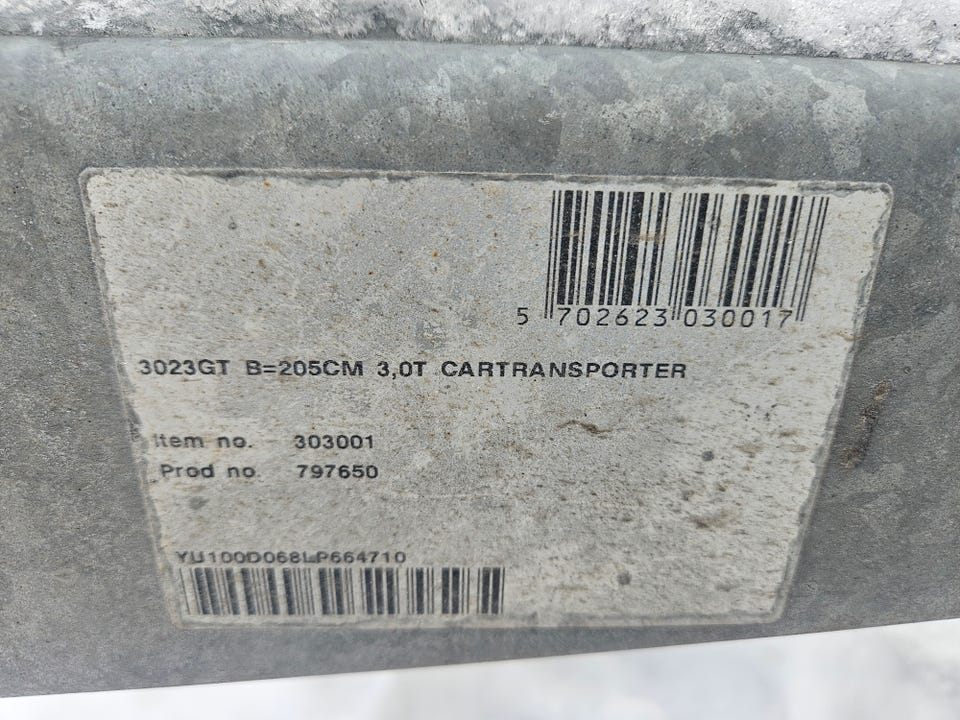 5 702623 030017
3023GT B=205CM 3,0T CARTRANSPORTER
Item no. 303001
Prod no. 797650
YU100D068LP664710